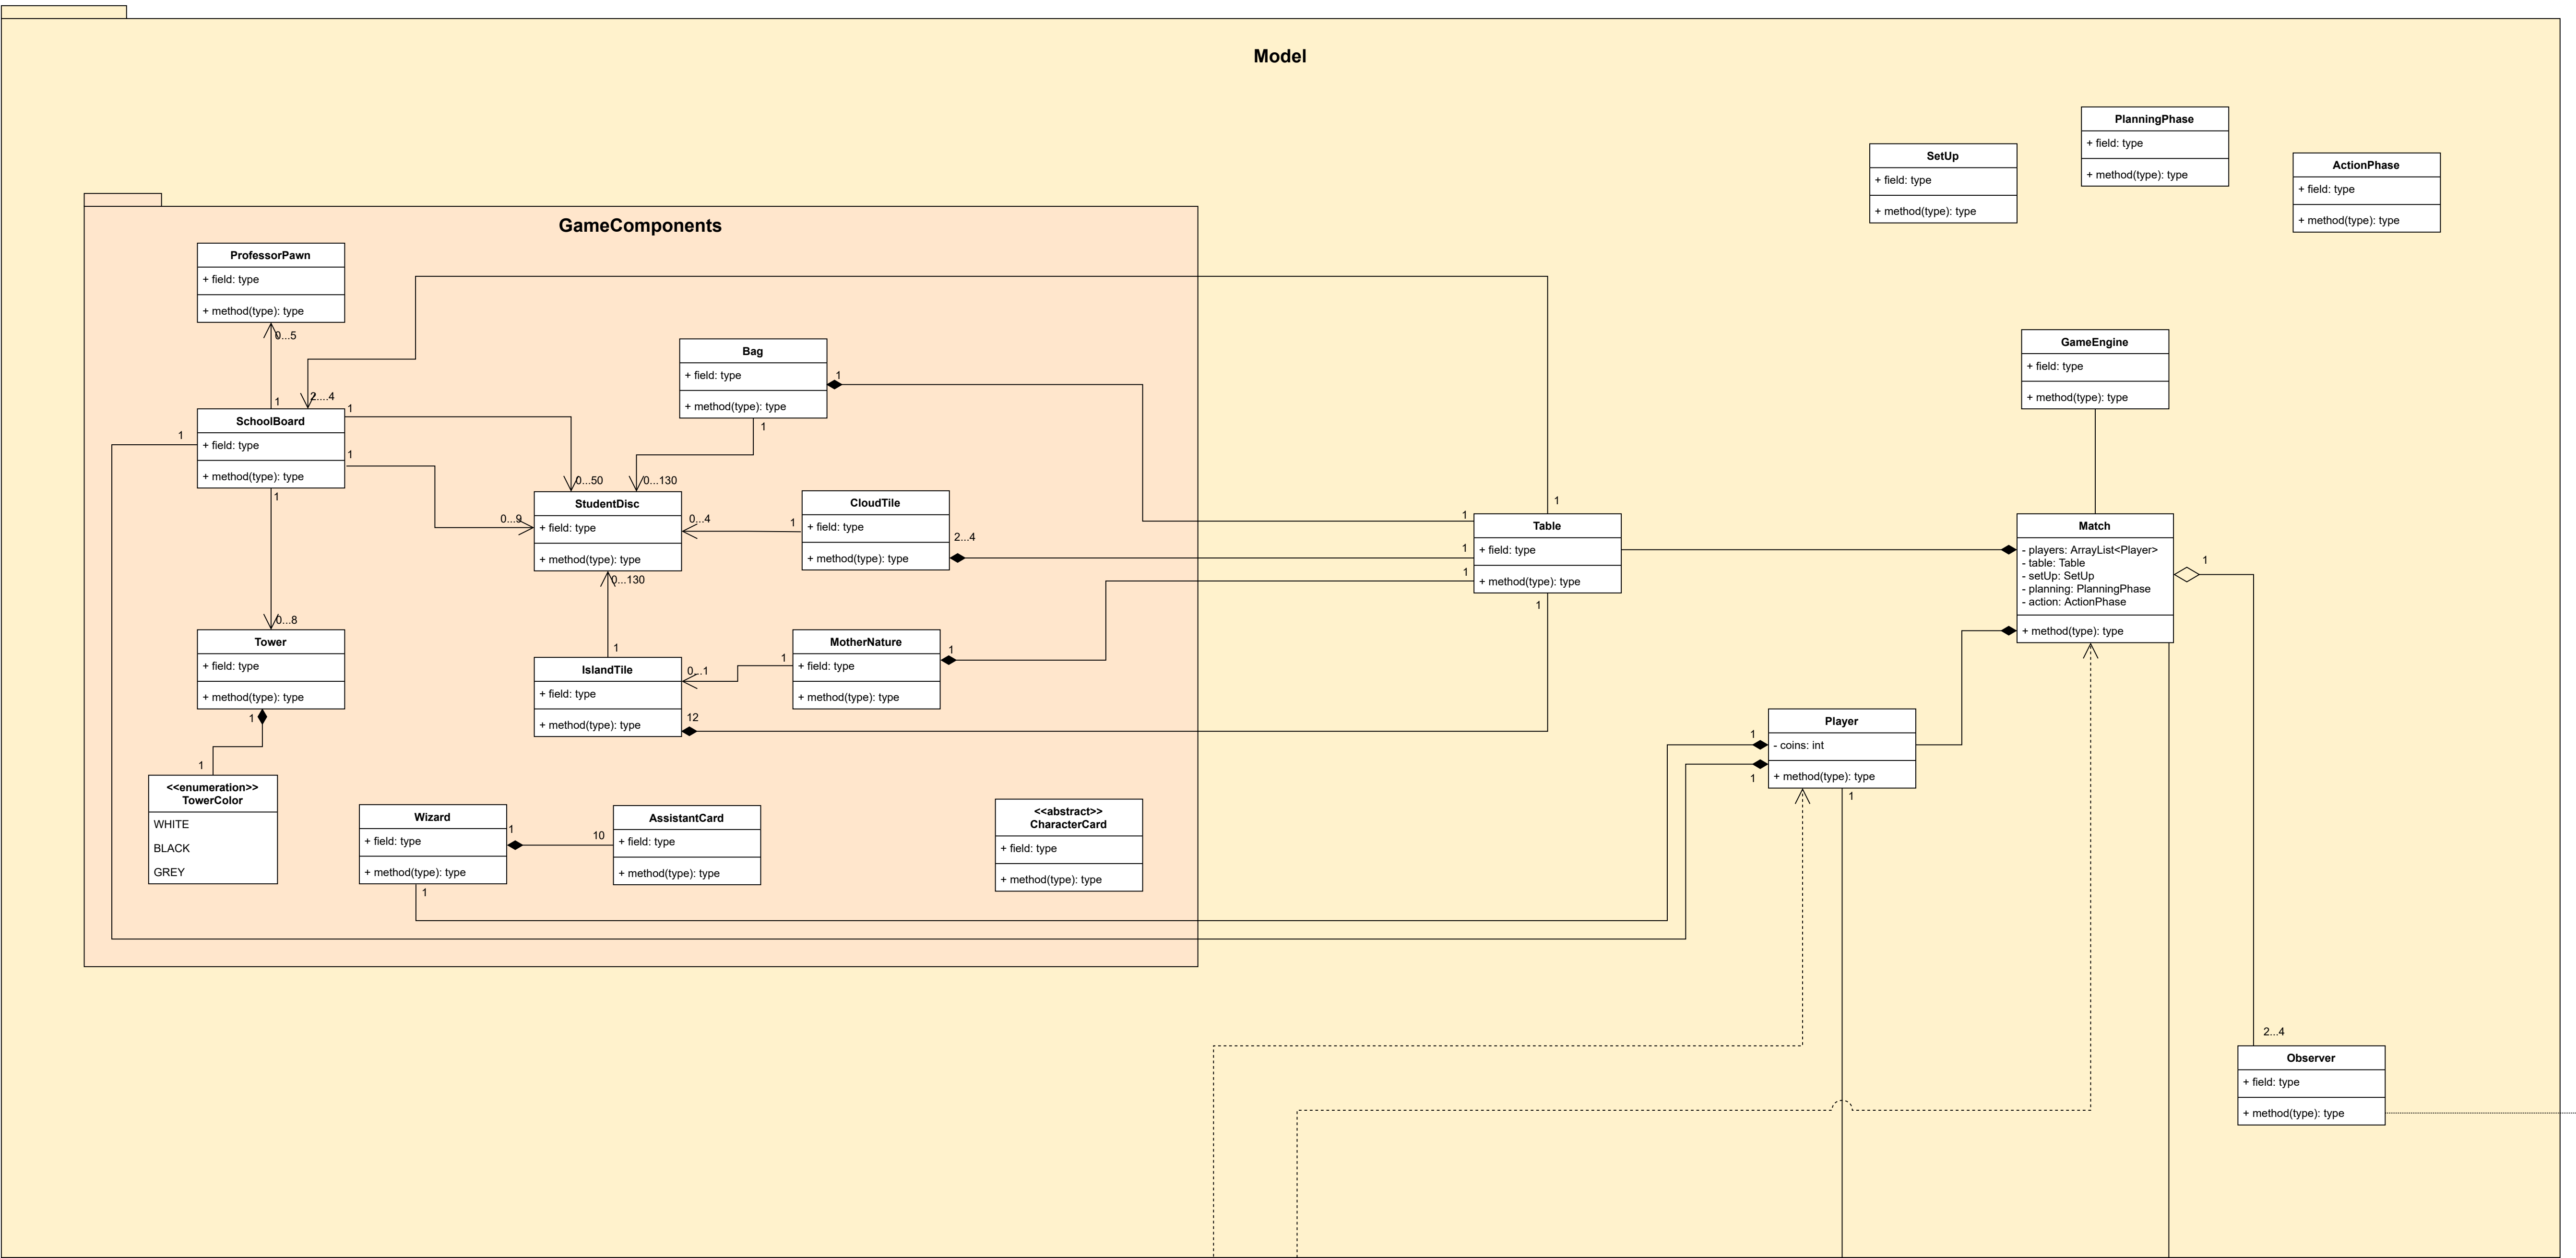 Model
PlanningPhase
+ field: type
+ method(type): type
SetUp
+ field: type
+ method(type): type
ActionPhase
+ field: type
+ method(type): type
GameComponents
ProfessorPawn
+ field: type
+ method(type): type
0...5
1
2....4
Bag
+ field: type
+ method(type): type
1
1
GameEngine
+ field: type
+ method(type): type
SchoolBoard
+ field: type
+ method(type): type
1
1
1
1
0...50
0...130
0...9
StudentDisc
+ field: type
+ method(type): type
0...4
1
CloudTile
+ field: type
+ method(type): type
2...4
1
1
1
1
Table
+ field: type
+ method(type): type
1
Match
- players: ArrayList<Player>
- table: Table
- setUp: SetUp
- planning: PlanningPhase
- action: ActionPhase
+ method(type): type
1
0...130
1
0...8
Tower
+ field: type
+ method(type): type
1
1
IslandTile
+ field: type
+ method(type): type
0...1
12
1
MotherNature
+ field: type
+ method(type): type
1
Player
- coins: int
+ method(type): type
1
1
1
<<enumeration>>
TowerColor
WHITE
BLACK
GREY
Wizard
+ field: type
+ method(type): type
1
1
10
AssistantCard
+ field: type
+ method(type): type
<<abstract>>
CharacterCard
+ field: type
+ method(type): type
2...4
Observer
+ field: type
+ method(type): type